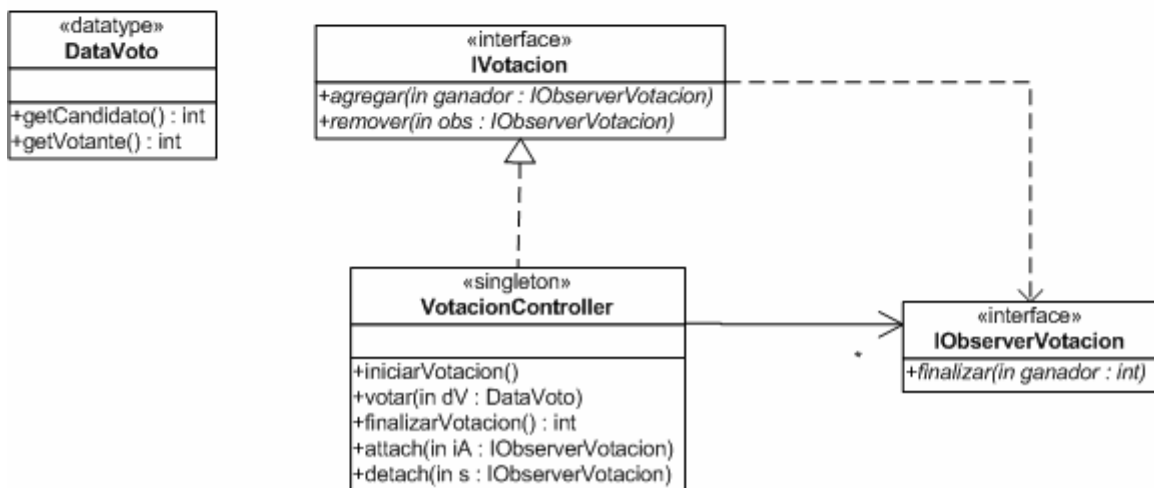 «datatype»
DataVoto
+getCandidato() : int
+getVotante() : int
«interface»
IVotacion
+agregar(in ganador : IObserverVotacion)
+remover(in obs : IObserverVotacion)
«singleton»
VotacionController
+iniciarVotacion()
+votar(in dV : DataVoto)
+finalizarVotacion() : int
+attach(in iA : IObserverVotacion)
+detach(in s : IObserverVotacion)
*
«interface»
IObserverVotacion
+finalizar(in ganador : int)